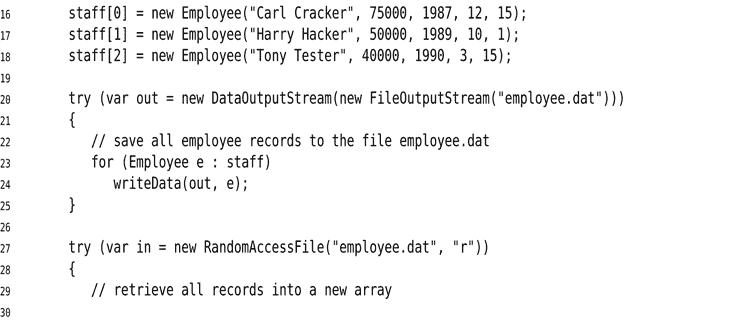 16 staff[0] = new Employee("Carl Cracker", 75000, 1987, 12, 15);
17 staff[1] = new Employee("Harry Hacker", 50000, 1989, 10, 1);
18 staff[2] = new Employee("Tony Tester", 40000, 1990, 3, 15);
19
20 try (var out = new DataOutputStream(new FileOutputStream("employee.dat")))
21 {
22 // save all employee records to the file employee.dat
23 for (Employee e : staff)
24 writeData(out, e);
25 }
26
27 try (var in = new RandomAccessFile("employee.dat", "r"))
28 {
29 // retrieve all records into a new array
30